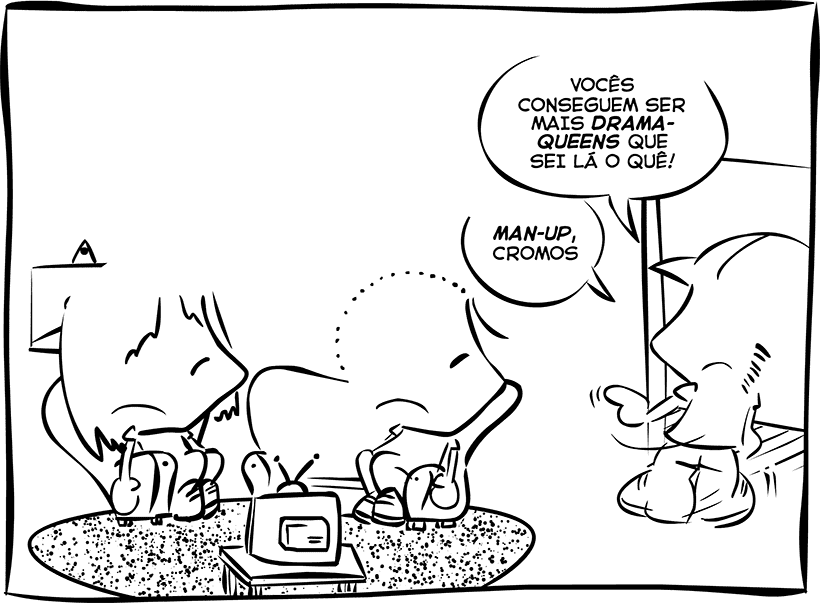 VOCÊS
CONSEGUEM SER
MAIS DRAMA-
QUEENS QUE
SEI LÁ O QUÊ!
MAN-UP,
CROMOS